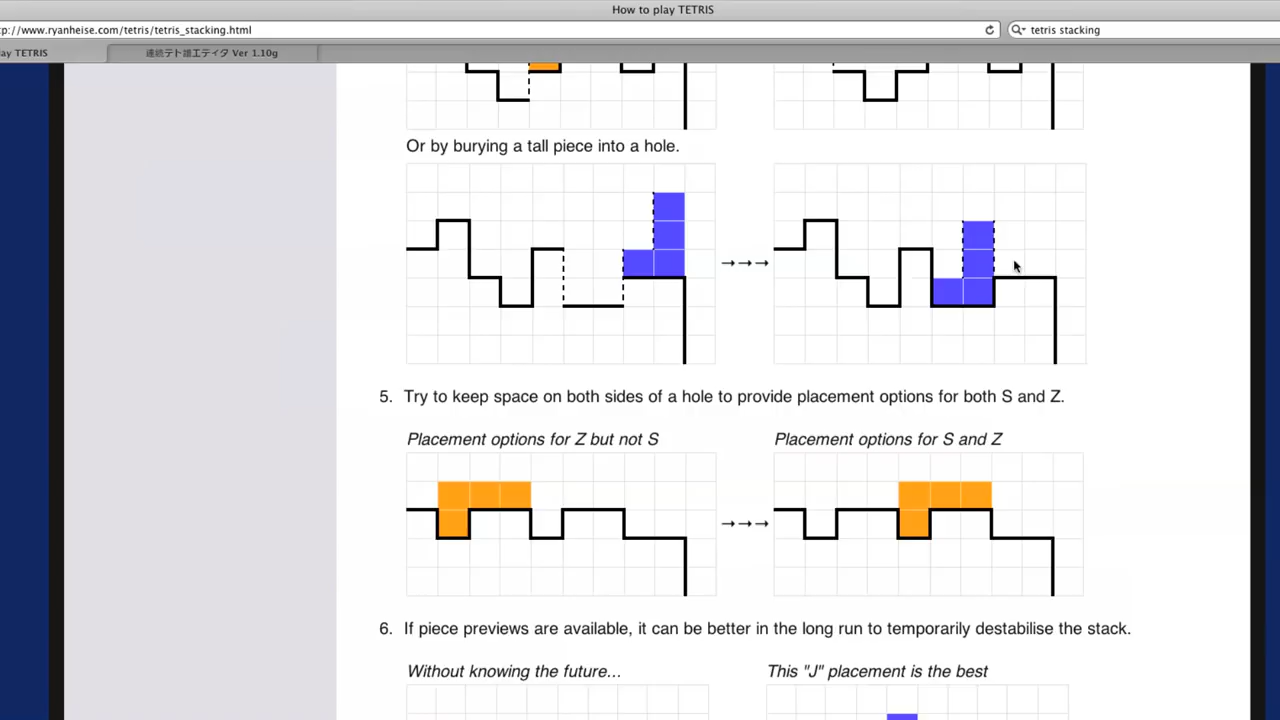 How to play TETRIS
tp://www.ryanheise.com/tetris/tetris_stacking.html
tetris stacking
ay TETRIS
連続テト譜エディタ Ver 1.10g
Or by burying a tall piece into a hole.
→→→
5. Try to keep space on both sides of a hole to provide placement options for both S and Z.
Placement options for Z but not S
Placement options for S and Z
→→→
6. If piece previews are available, it can be better in the long run to temporarily destabilise the stack.
Without knowing the future...
This "J" placement is the best